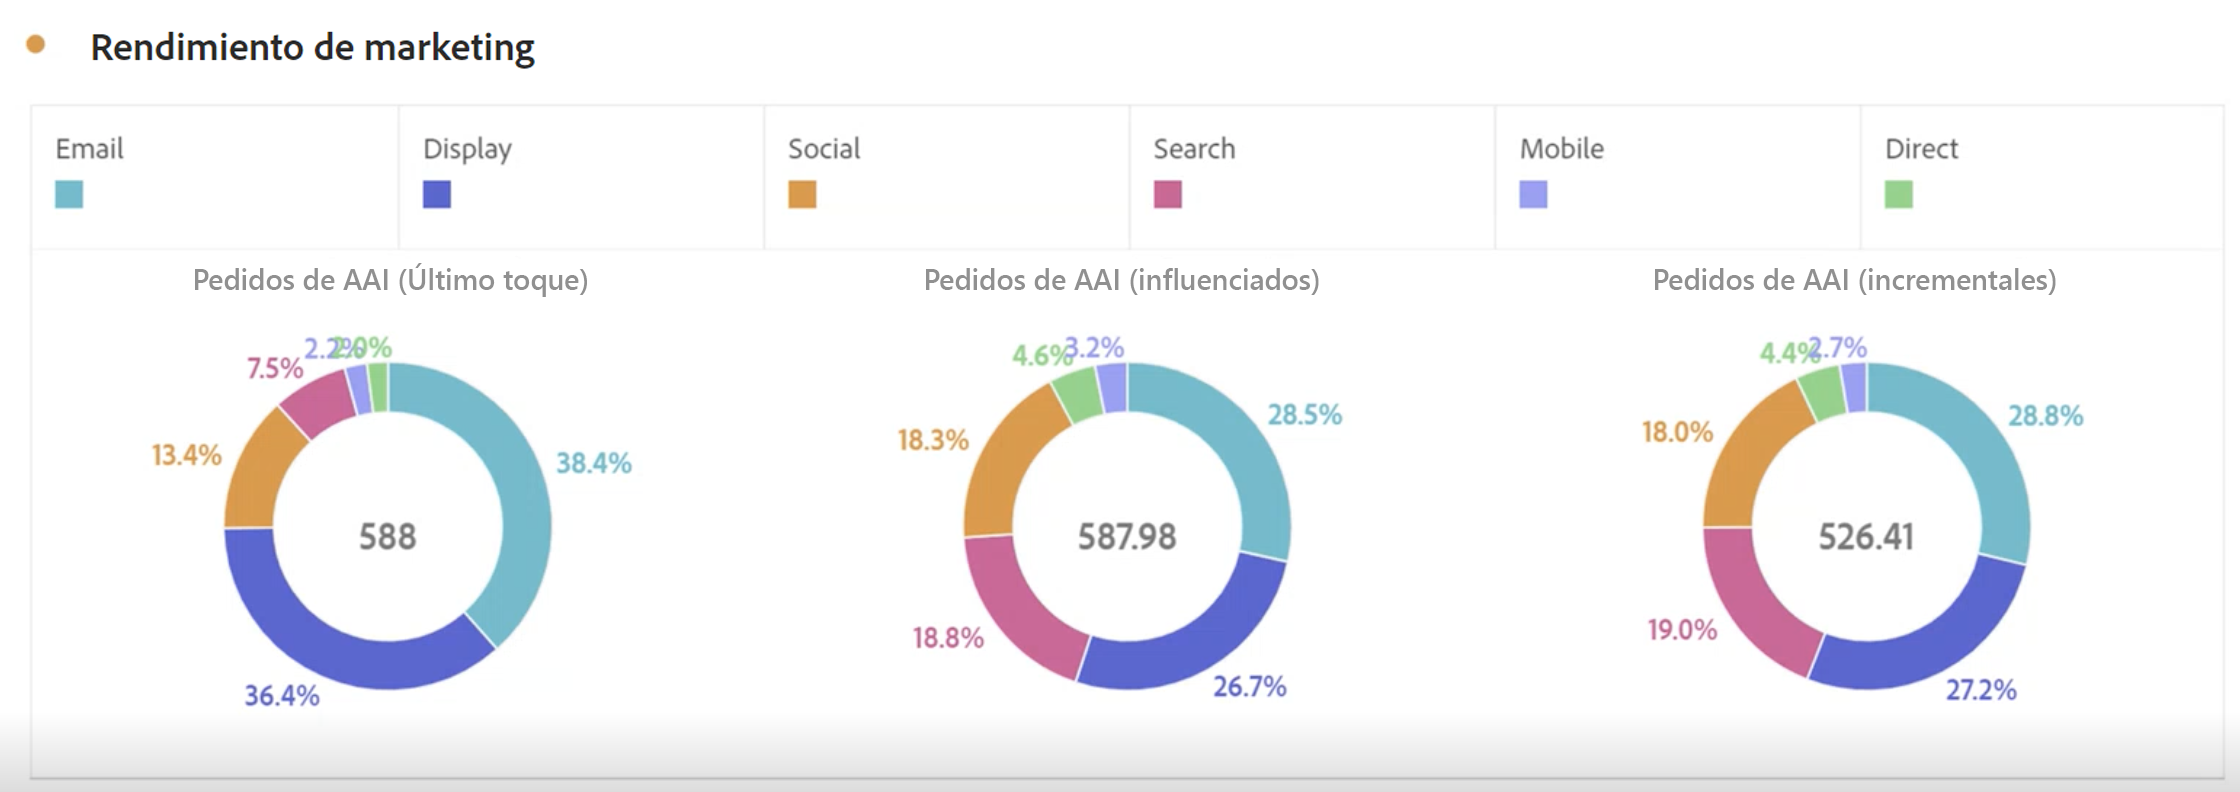 Rendimiento de marketing
Email
Display
Social
Search
Mobile
Direct
Pedidos de AAI (Último toque)
Pedidos de AAI (influenciados)
Pedidos de AAI (incrementales)
2.2%
2.0%
7.5%
13.4%
38.4%
588
36.4%
4.6%
3.2%
28.5%
18.3%
587.98
18.8%
26.7%
4.4%
2.7%
28.8%
18.0%
526.41
19.0%
27.2%